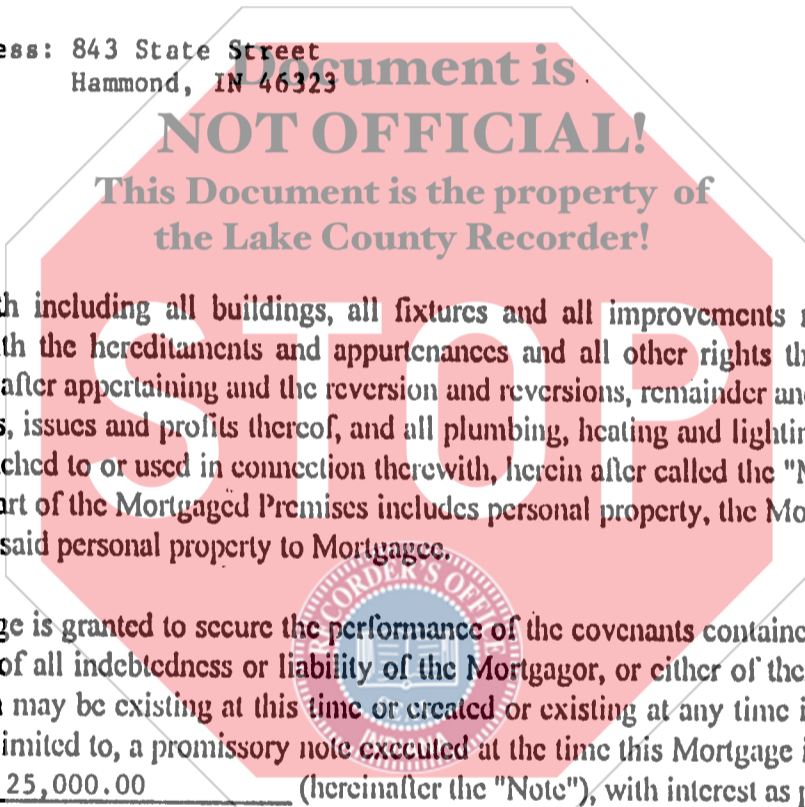 ess: 843 State Street
Hammond, IN 46323
Document is
NOT OFFICIAL!
This Document is the property of
the Lake County Recorder!
STOP
h including all buildings, all fixtures and all improvements
th the hereditaments and appurtenances and all other rights th
after appertaining and the reversion and reversions, remainder an
s, issues and profits thereof, and all plumbing, heating and lightin
ched to or used in connection therewith, herein after called the "M
art of the Mortgaged Premises includes personal property, the Mo
said personal property to Mortgagee.
RECORDER'S OFFICE
ge is granted to secure the performance of the covenants containe
of all indebtedness or liability of the Mortgagor, or either of the
may be existing at this time or created or existing at any time i
imited to, a promissory note executed at the time this Mortgage i
INDIANA
25,000.00 (hereinafter the "Note"), with interest as p